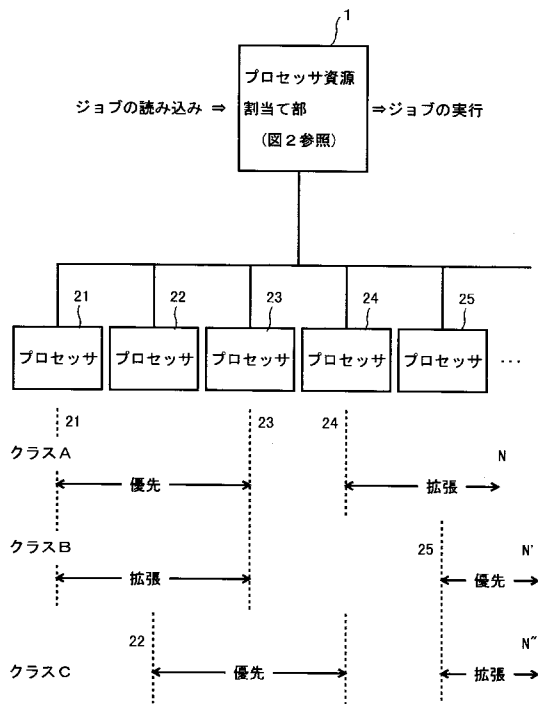 1
プロセッサ資源
ジョブの読み込み ⇒ 割当て部 ⇒ジョブの実行
(図2参照)
21 22 23 24 25
プロセッサ プロセッサ プロセッサ プロセッサ プロセッサ ···
21 23 24
クラスA N
優先 拡張
クラスB 25 N'
拡張 優先
22 N"
クラスC 優先 拡張